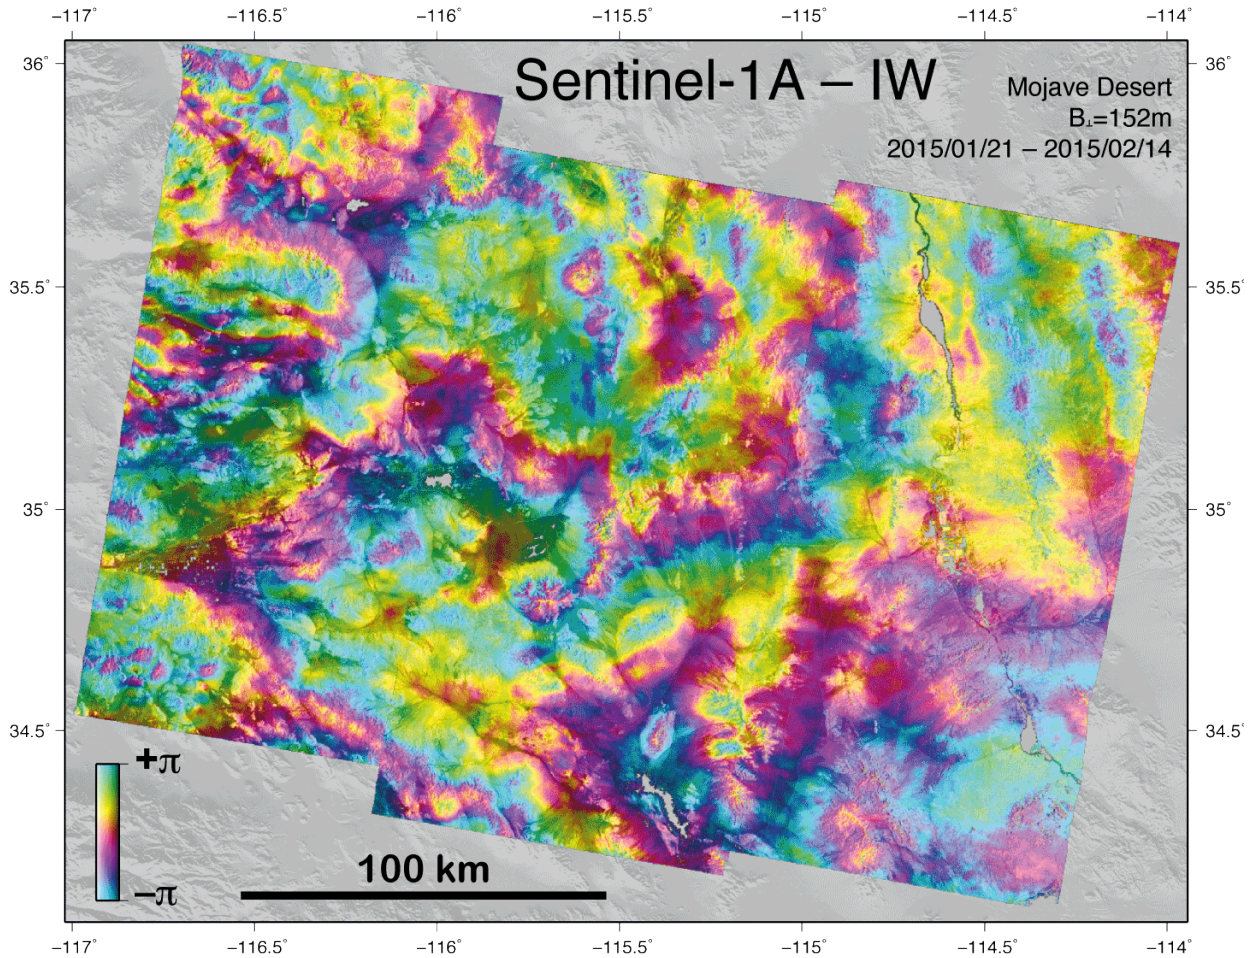 −117˚ −116.5˚ −116˚ −115.5˚ −115˚ −114.5˚ −114˚
36˚ 36˚
Sentinel-1A – IW
Mojave Desert
B⊥=152m
2015/01/21 – 2015/02/14
35.5˚ 35.5˚
35˚ 35˚
34.5˚ 34.5˚
+π
−π
100 km
−117˚ −116.5˚ −116˚ −115.5˚ −115˚ −114.5˚ −114˚